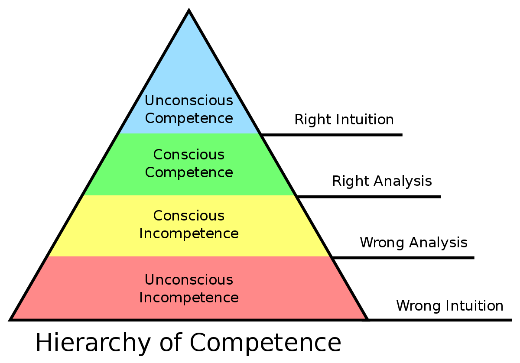 Unconscious
Competence
Right Intuition
Conscious
Competence
Right Analysis
Conscious
Incompetence
Wrong Analysis
Unconscious
Incompetence
Wrong Intuition
Hierarchy of Competence